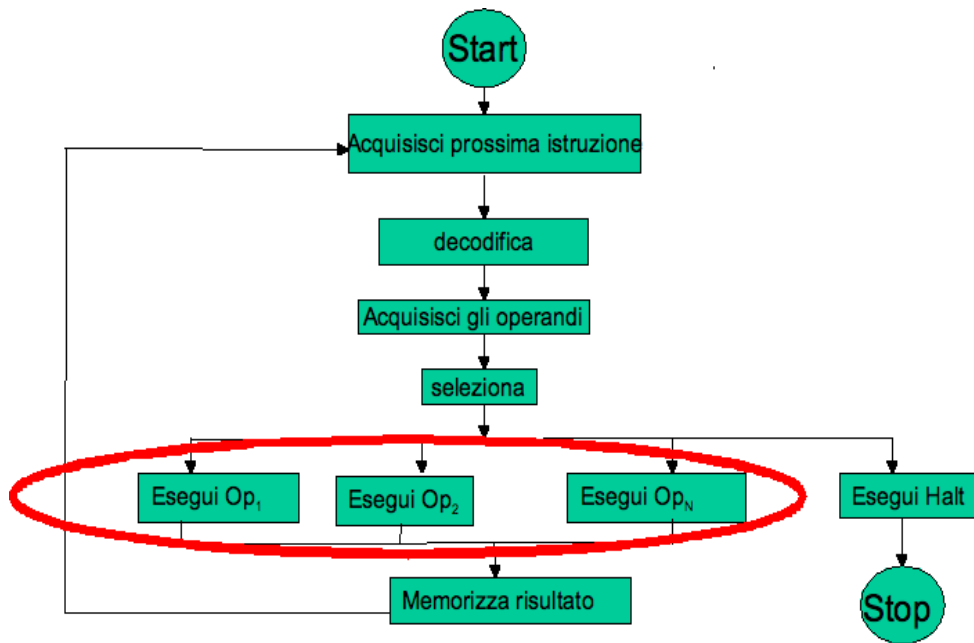 Start
Acquisisci prossima istruzione
decodifica
Acquisisci gli operandi
seleziona
Esegui Op₁
Esegui Op₂
Esegui Opₙ
Esegui Halt
Memorizza risultato
Stop